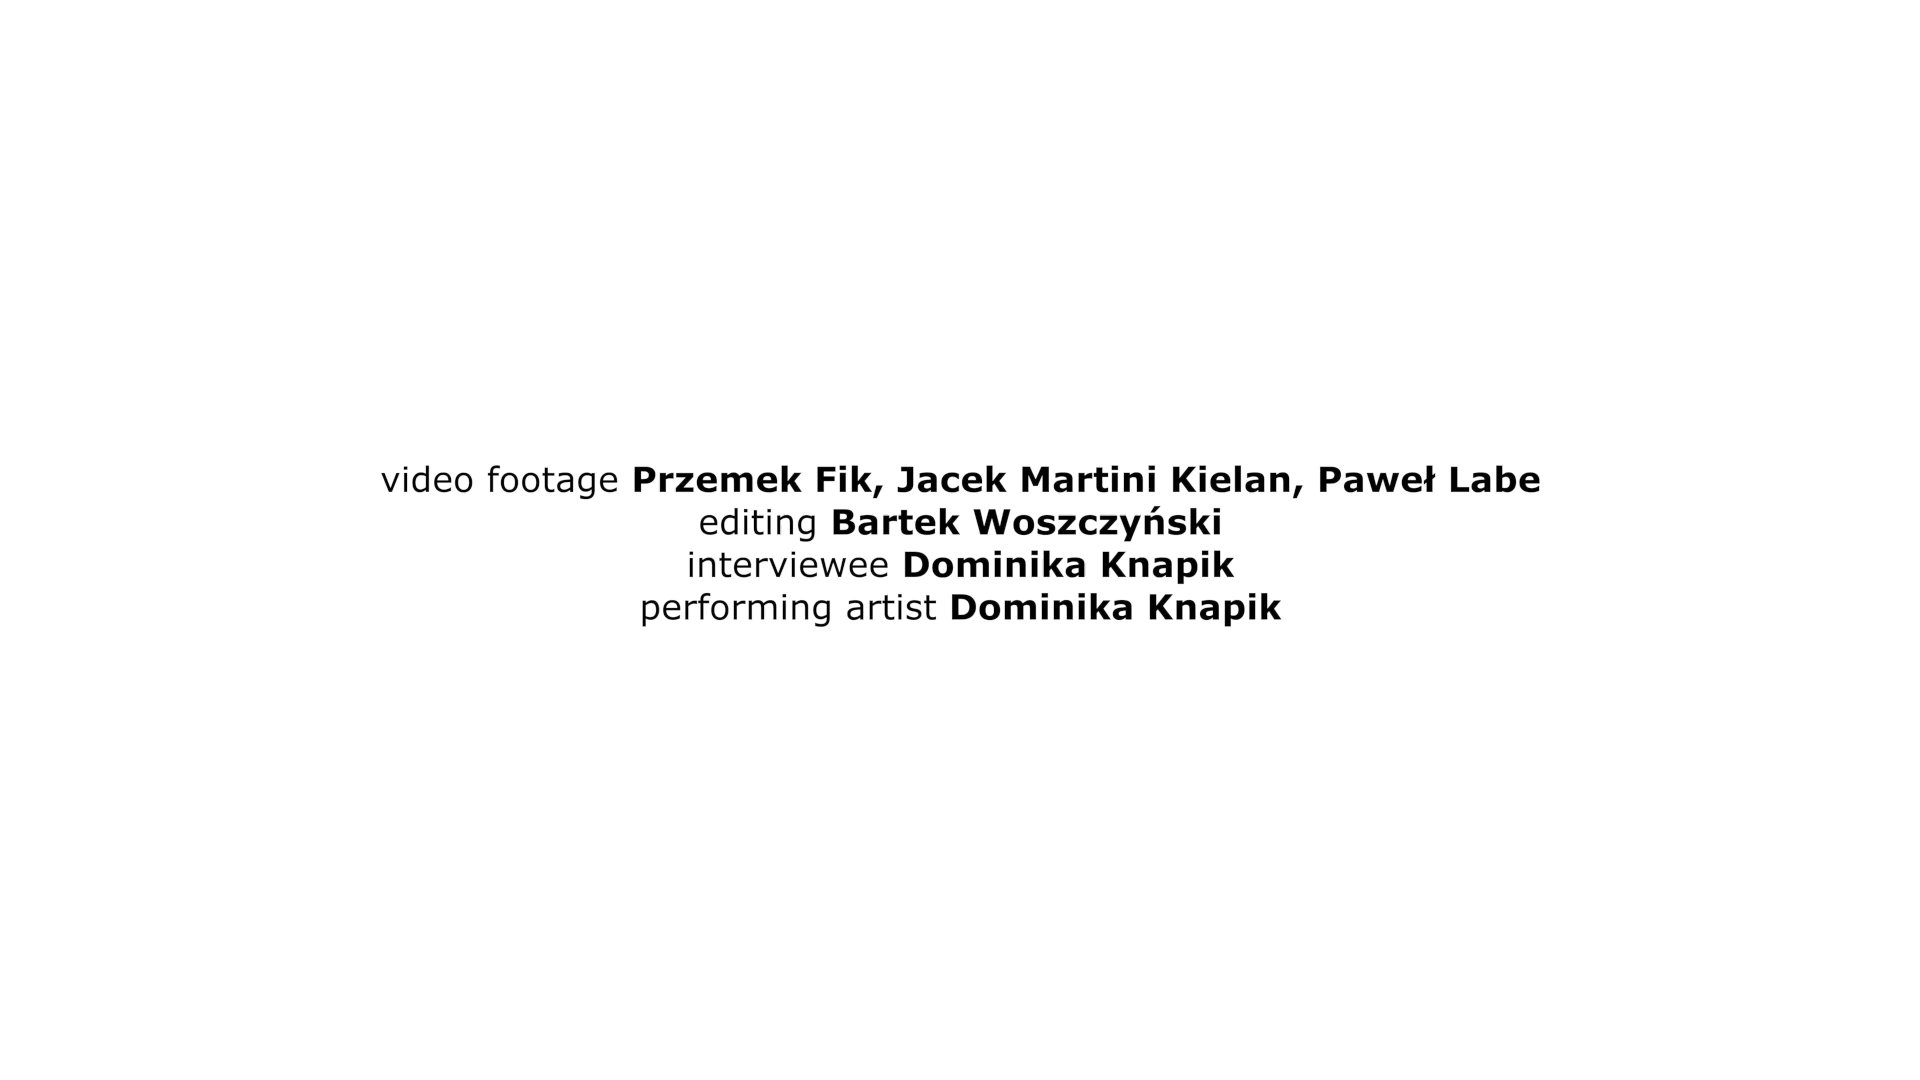 video footage Przemek Fik, Jacek Martini Kielan, Paweł Labe
editing Bartek Woszczyński
interviewee Dominika Knapik
performing artist Dominika Knapik